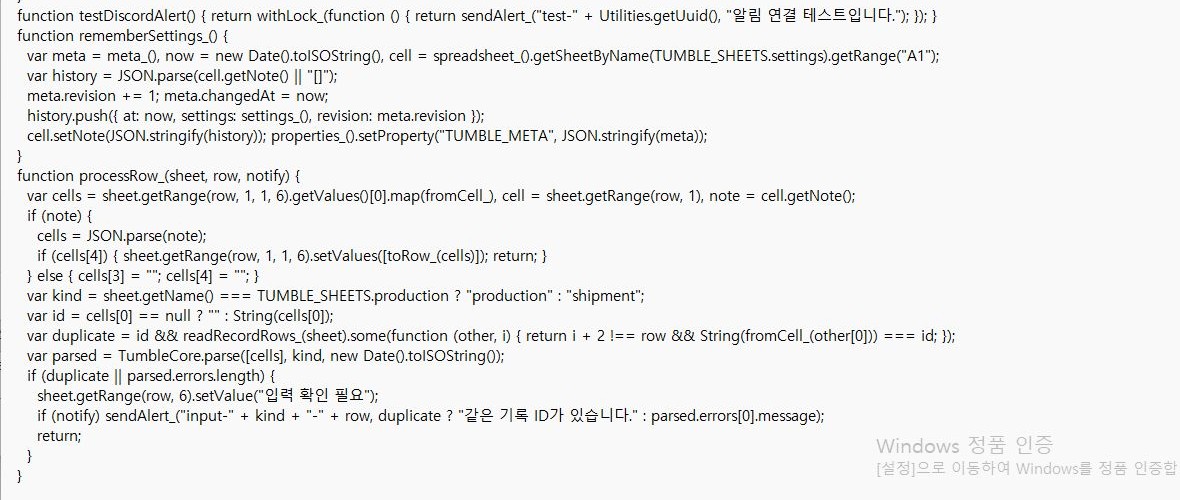 function testDiscordAlert() { return withLock_(function () { return sendAlert_("test-" + Utilities.getUuid(), "알림 연결 테스트입니다."); }); }
function rememberSettings_() {
  var meta = meta_(), now = new Date().toISOString(), cell = spreadsheet_().getSheetByName(TUMBLE_SHEETS.settings).getRange("A1");
  var history = JSON.parse(cell.getNote() || "[]");
  meta.revision += 1; meta.changedAt = now;
  history.push({ at: now, settings: settings_(), revision: meta.revision });
  cell.setNote(JSON.stringify(history)); properties_().setProperty("TUMBLE_META", JSON.stringify(meta));
}
function processRow_(sheet, row, notify) {
  var cells = sheet.getRange(row, 1, 1, 6).getValues()[0].map(fromCell_), cell = sheet.getRange(row, 1), note = cell.getNote();
  if (note) {
    cells = JSON.parse(note);
    if (cells[4]) { sheet.getRange(row, 1, 1, 6).setValues([toRow_(cells)]); return; }
  } else { cells[3] = ""; cells[4] = ""; }
  var kind = sheet.getName() === TUMBLE_SHEETS.production ? "production" : "shipment";
  var id = cells[0] == null ? "" : String(cells[0]);
  var duplicate = id && readRecordRows_(sheet).some(function (other, i) { return i + 2 !== row && String(fromCell_(other[0])) === id; });
  var parsed = TumbleCore.parse([cells], kind, new Date().toISOString());
  if (duplicate || parsed.errors.length) {
    sheet.getRange(row, 6).setValue("입력 확인 필요");
    if (notify) sendAlert_("input-" + kind + "-" + row, duplicate ? "같은 기록 ID가 있습니다." : parsed.errors[0].message);
    return;
  }
}
Windows 정품 인증
[설정]으로 이동하여 Windows를 정품 인증합